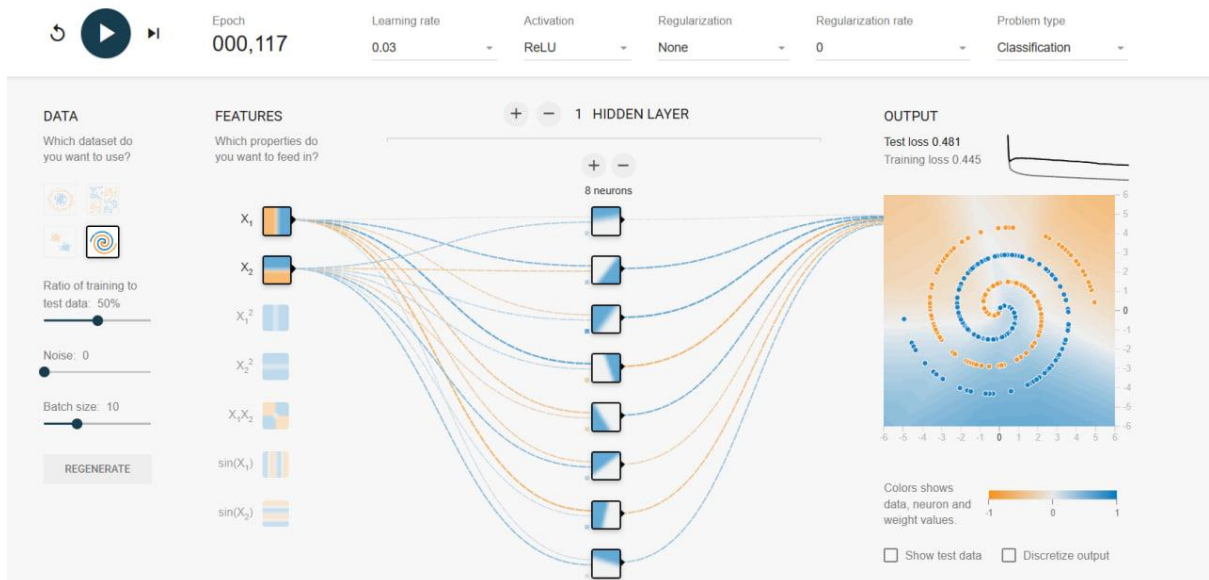 Epoch
000,117
Learning rate
0.03
Activation
ReLU
Regularization
None
Regularization rate
0
Problem type
Classification
DATA
Which dataset do
you want to use?
Ratio of training to
test data: 50%
Noise: 0
Batch size: 10
REGENERATE
FEATURES
Which properties do
you want to feed in?
X₁
X₂
X₁²
X₂²
X₁X₂
sin(X₁)
sin(X₂)
+ − 1 HIDDEN LAYER
+ −
8 neurons
OUTPUT
Test loss 0.481
Training loss 0.445
6
5
4
3
2
1
0
-1
-2
-3
-4
-5
-6
-6 -5 -4 -3 -2 -1 0 1 2 3 4 5 6
Colors shows
data, neuron and
weight values.
-1 0 1
Show test data
Discretize output